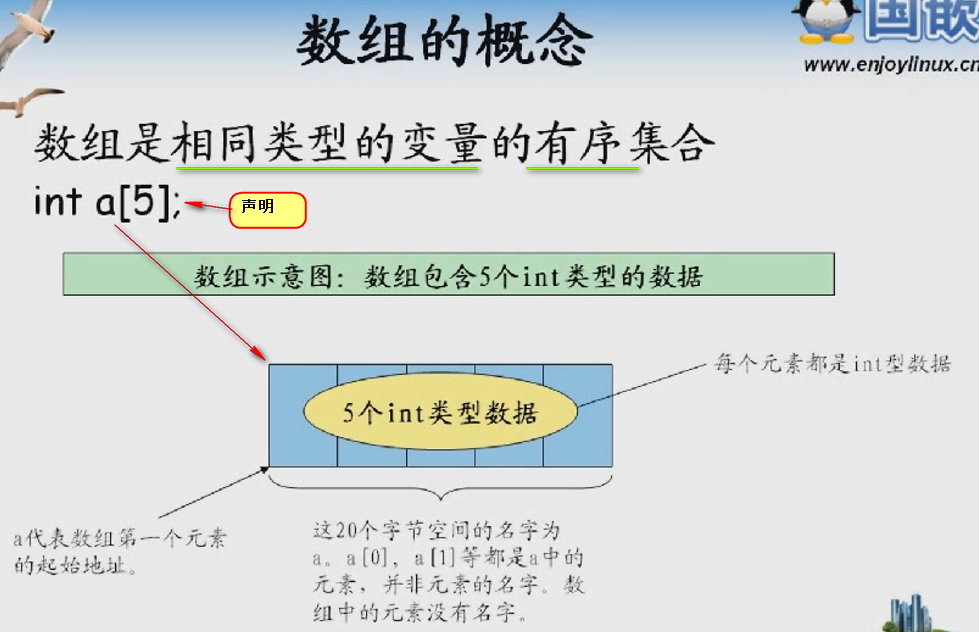 数组的概念
国嵌
www.enjoylinux.cn
数组是相同类型的变量的有序集合
int a[5];
声明
数组示意图：数组包含5个int类型的数据
每个元素都是int型数据
5个int类型数据
a代表数组第一个元素
的起始地址。
这20个字节空间的名字为
a。a[0]，a[1]等都是a中的
元素，并非元素的名字。数
组中的元素没有名字。